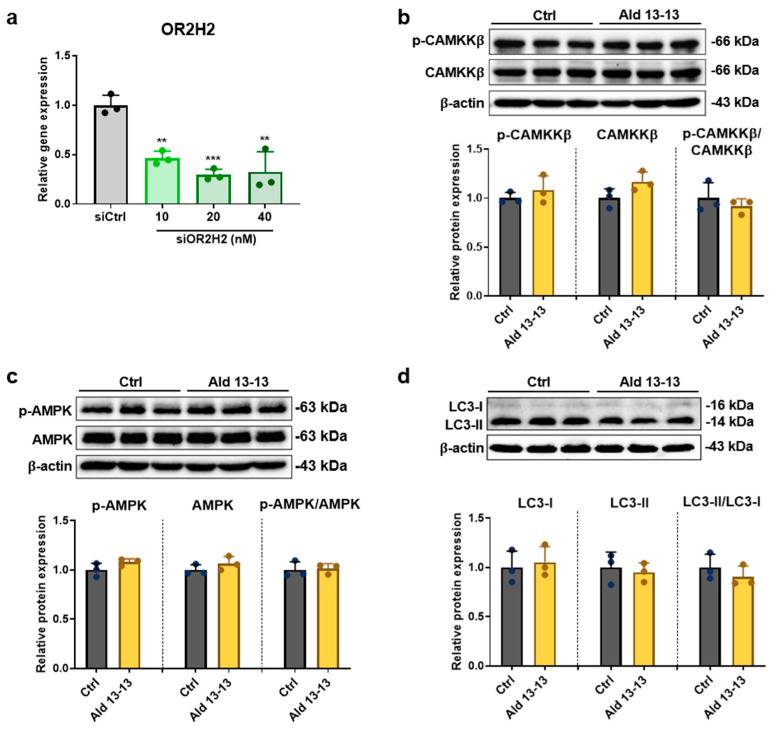 a
OR2H2
Relative gene expression
1.5
1.0
0.5
0.0
**
***
**
siCtrl
10
20
40
siOR2H2 (nM)
b
Ctrl
Ald 13-13
p-CAMKKβ
-66 kDa
CAMKKβ
-66 kDa
β-actin
-43 kDa
p-CAMKKβ
CAMKKβ
p-CAMKKβ/
CAMKKβ
Relative protein expression
1.5
1.0
0.5
0.0
Ctrl
Ald 13-13
Ctrl
Ald 13-13
Ctrl
Ald 13-13
c
Ctrl
Ald 13-13
p-AMPK
-63 kDa
AMPK
-63 kDa
β-actin
-43 kDa
p-AMPK
AMPK
p-AMPK/AMPK
Relative protein expression
1.5
1.0
0.5
0.0
Ctrl
Ald 13-13
Ctrl
Ald 13-13
Ctrl
Ald 13-13
d
Ctrl
Ald 13-13
LC3-I
-16 kDa
LC3-II
-14 kDa
β-actin
-43 kDa
LC3-I
LC3-II
LC3-II/LC3-I
Relative protein expression
1.5
1.0
0.5
0.0
Ctrl
Ald 13-13
Ctrl
Ald 13-13
Ctrl
Ald 13-13